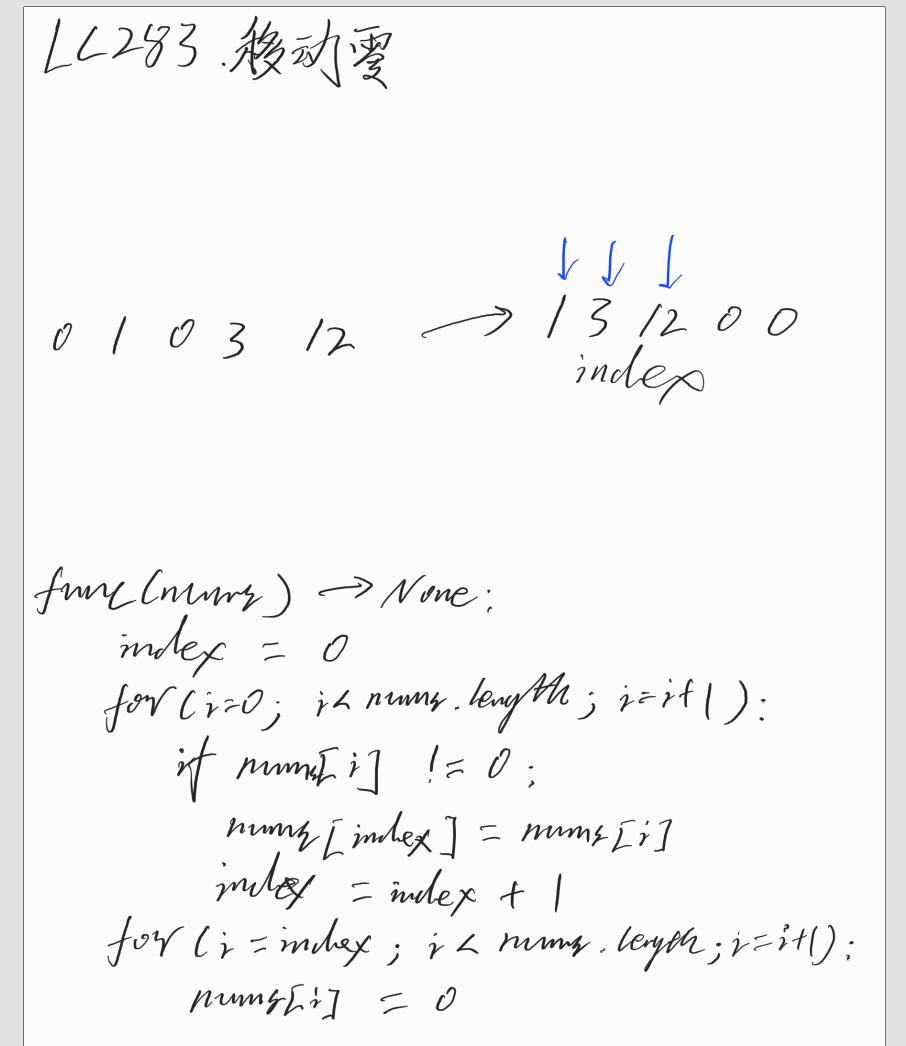 LC283.移动零
0 1 0 3 12 → 1 3 12 0 0
index
func(nums) → None:
index = 0
for(i=0; i< nums.length; i=i+1):
if nums[i] != 0:
nums[index] = nums[i]
index = index + 1
for(i=index; i< nums.length; i=i+1):
nums[i] = 0